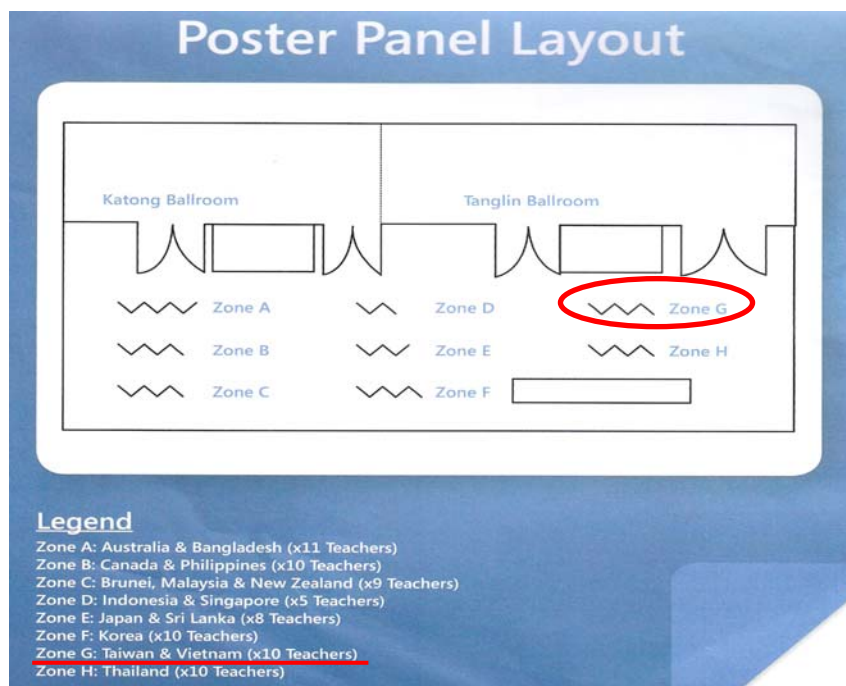 Poster Panel Layout
Katong Ballroom
Tanglin Ballroom
Zone A
Zone D
Zone G
Zone B
Zone E
Zone H
Zone C
Zone F
Legend
Zone A: Australia & Bangladesh (x11 Teachers)
Zone B: Canada & Philippines (x10 Teachers)
Zone C: Brunei, Malaysia & New Zealand (x9 Teachers)
Zone D: Indonesia & Singapore (x5 Teachers)
Zone E: Japan & Sri Lanka (x8 Teachers)
Zone F: Korea (x10 Teachers)
Zone G: Taiwan & Vietnam (x10 Teachers)
Zone H: Thailand (x10 Teachers)